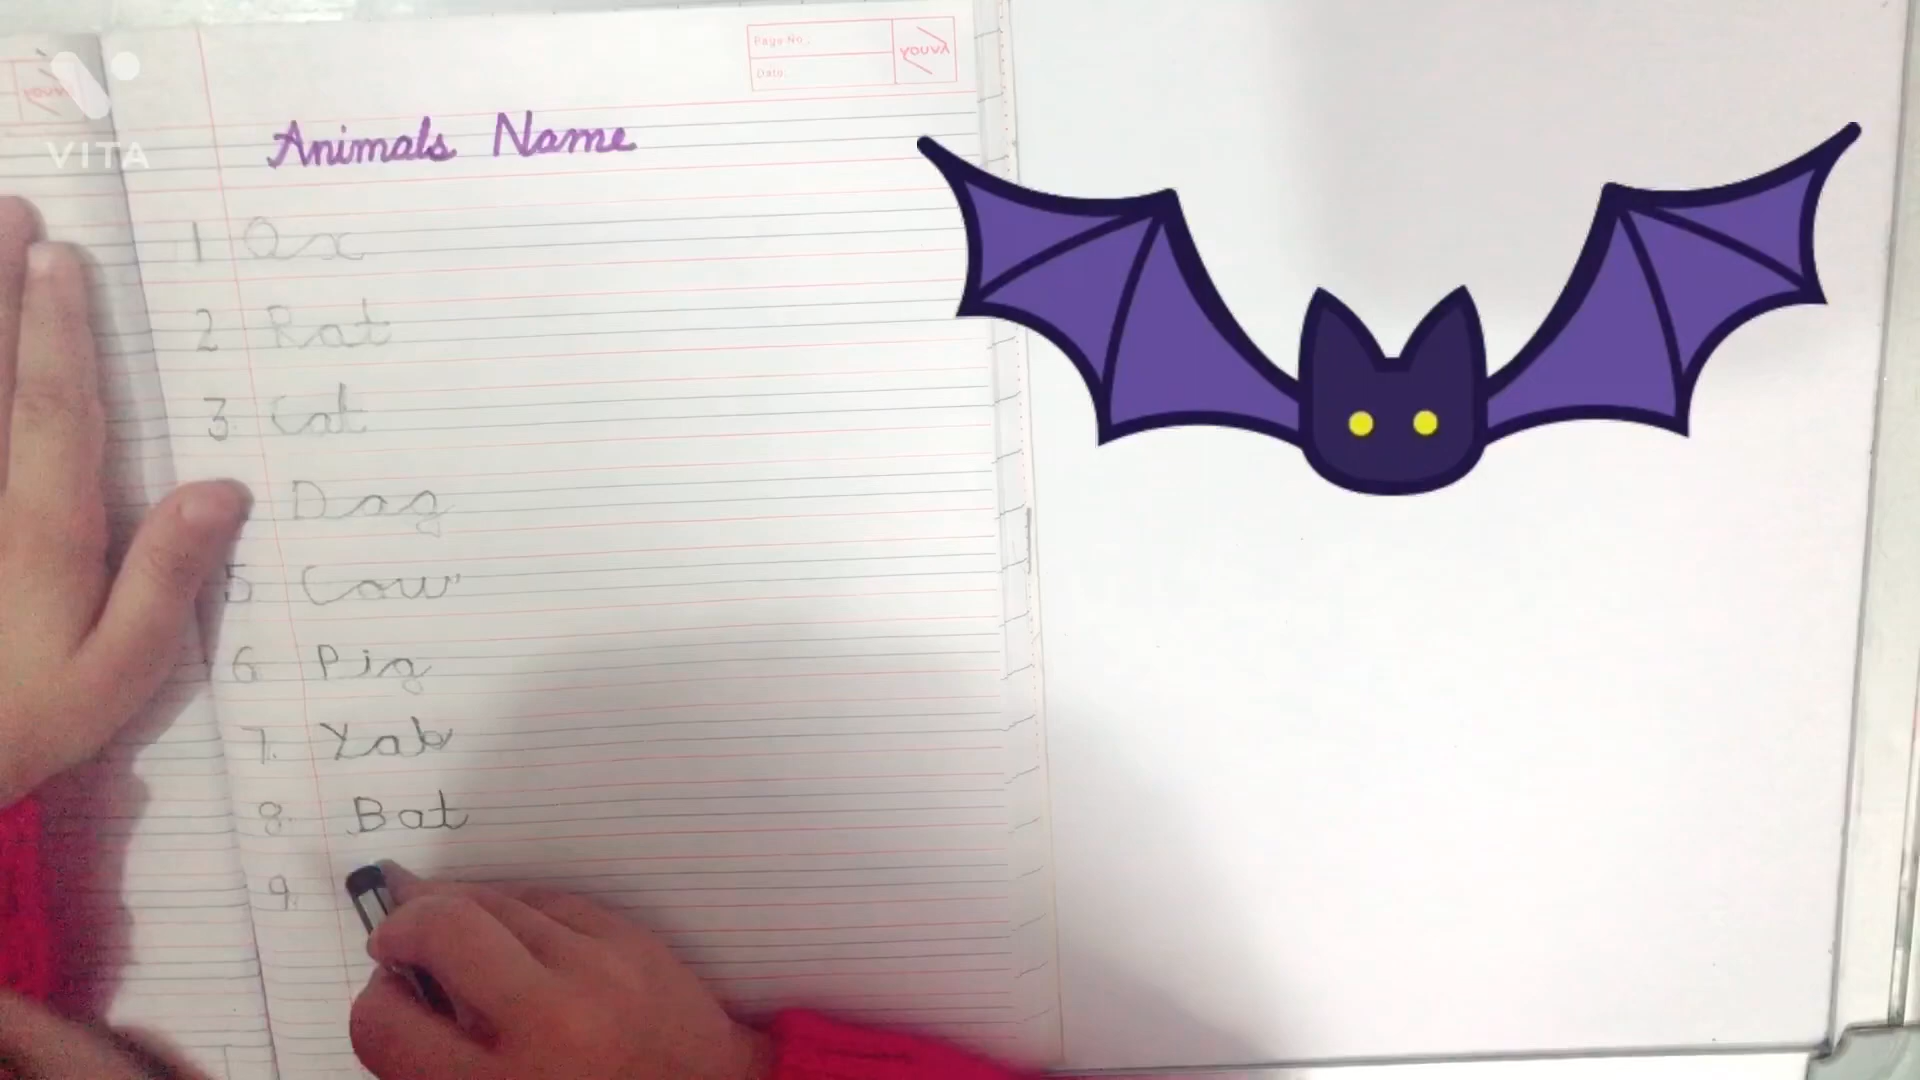 Page No.:
Date:
YOUVA
YOUVA
VITA
Animals Name
1 Ox
2 Rat
3. Cat
Dog
5 Cow
6 Pig
7. Yak
8. Bat
9.